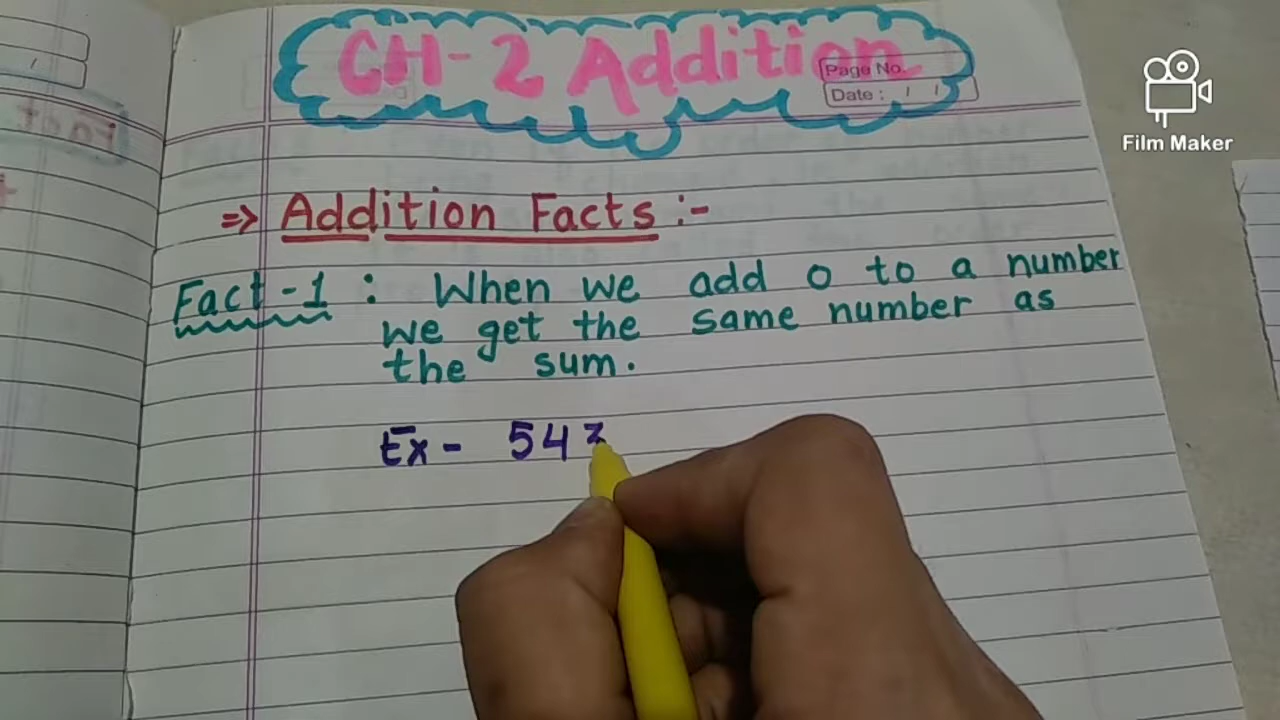 CH-2 Addition
Page No.
Date : / /
Film Maker
⇒ Addition Facts :-
Fact-1 : When we add 0 to a number
we get the same number as
the sum.
Ex - 543